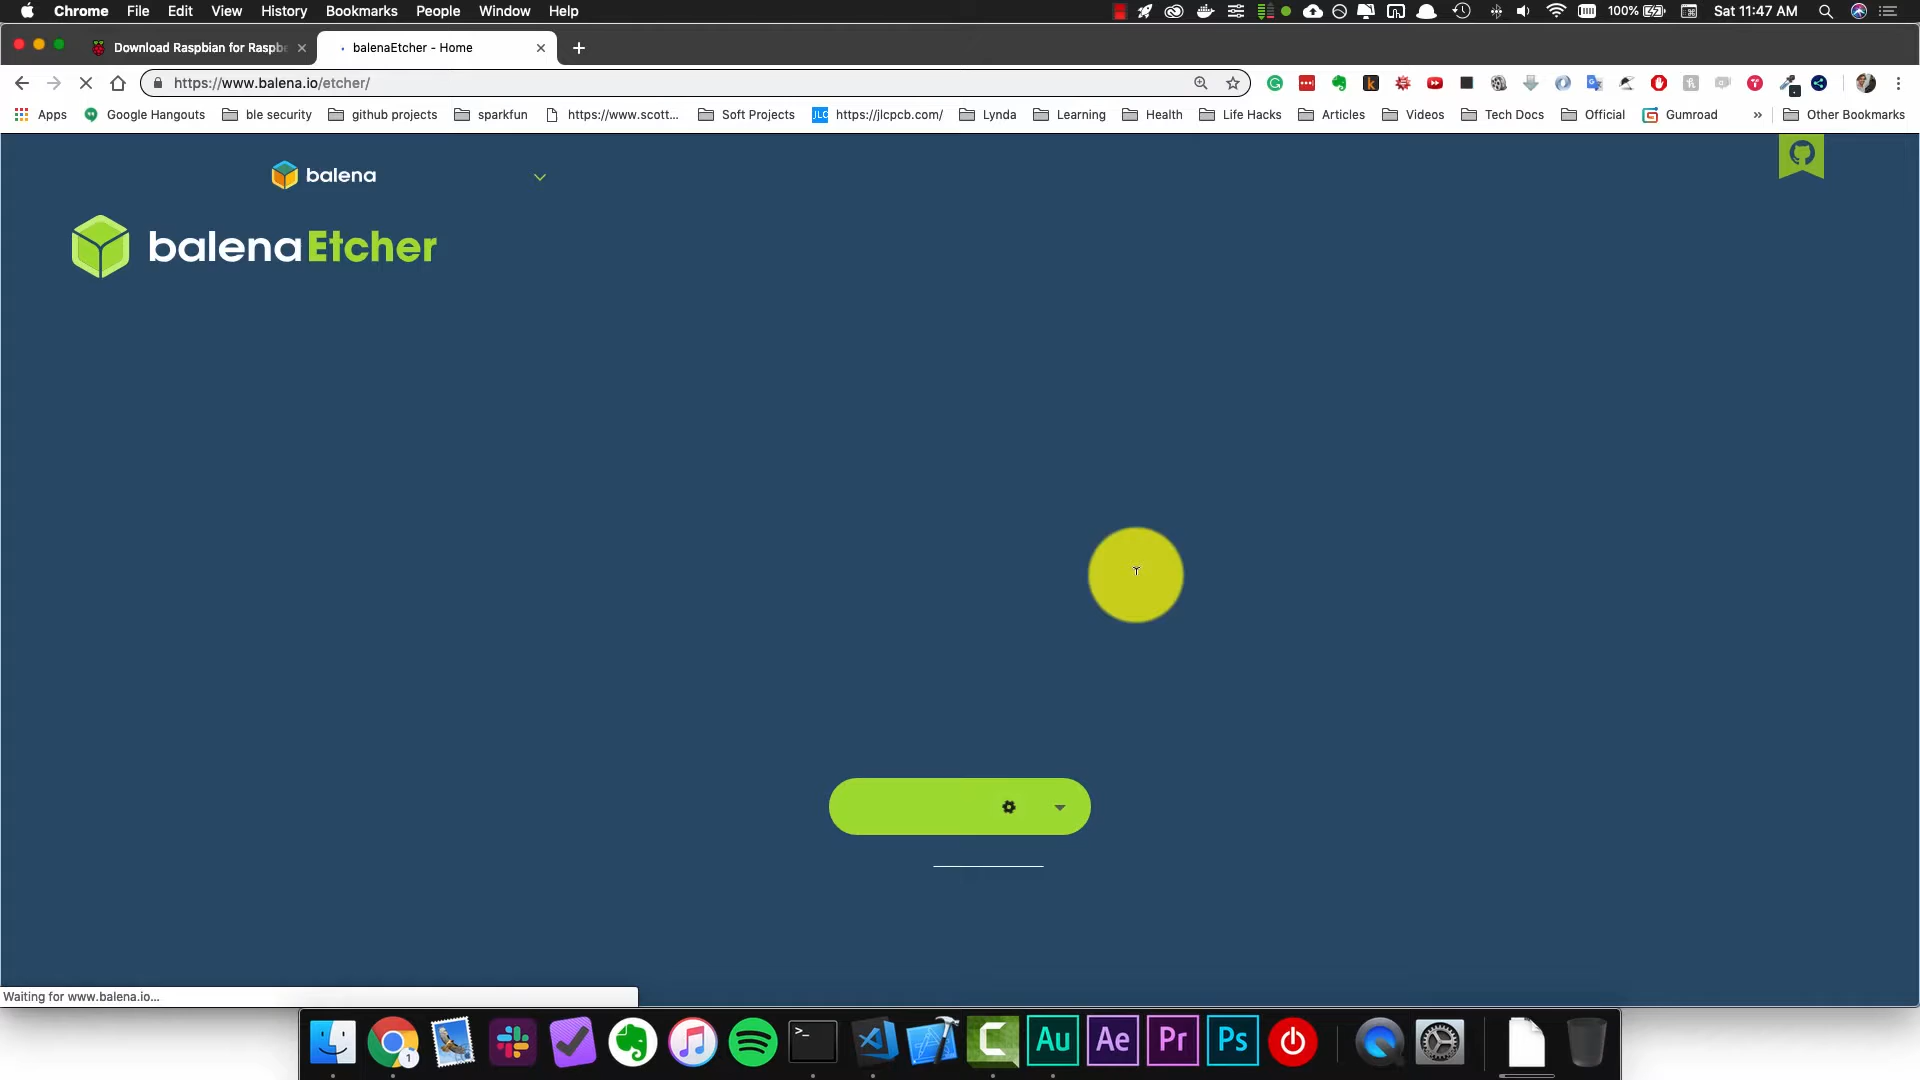 Chrome File Edit View History Bookmarks People Window Help 100% Sat 11:47 AM
Download Raspbian for Raspbe
balenaEtcher - Home
https://www.balena.io/etcher/
Apps Google Hangouts ble security github projects sparkfun https://www.scott... Soft Projects JLC https://jlcpcb.com/ Lynda Learning Health Life Hacks Articles Videos Tech Docs Official Gumroad » Other Bookmarks
balena
balenaEtcher
Waiting for www.balena.io...
1
>_
Au Ae Pr Ps